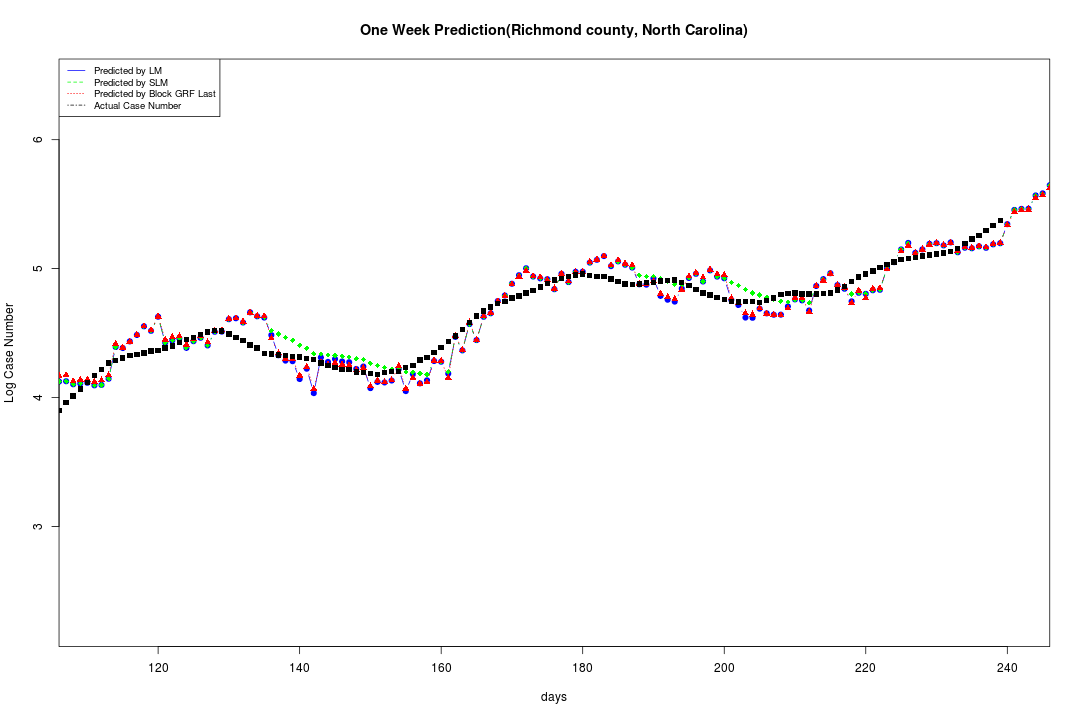 One Week Prediction(Richmond county, North Carolina)
Predicted by LM
Predicted by SLM
Predicted by Block GRF Last
Actual Case Number
6
5
4
3
Log Case Number
120 140 160 180 200 220 240
days